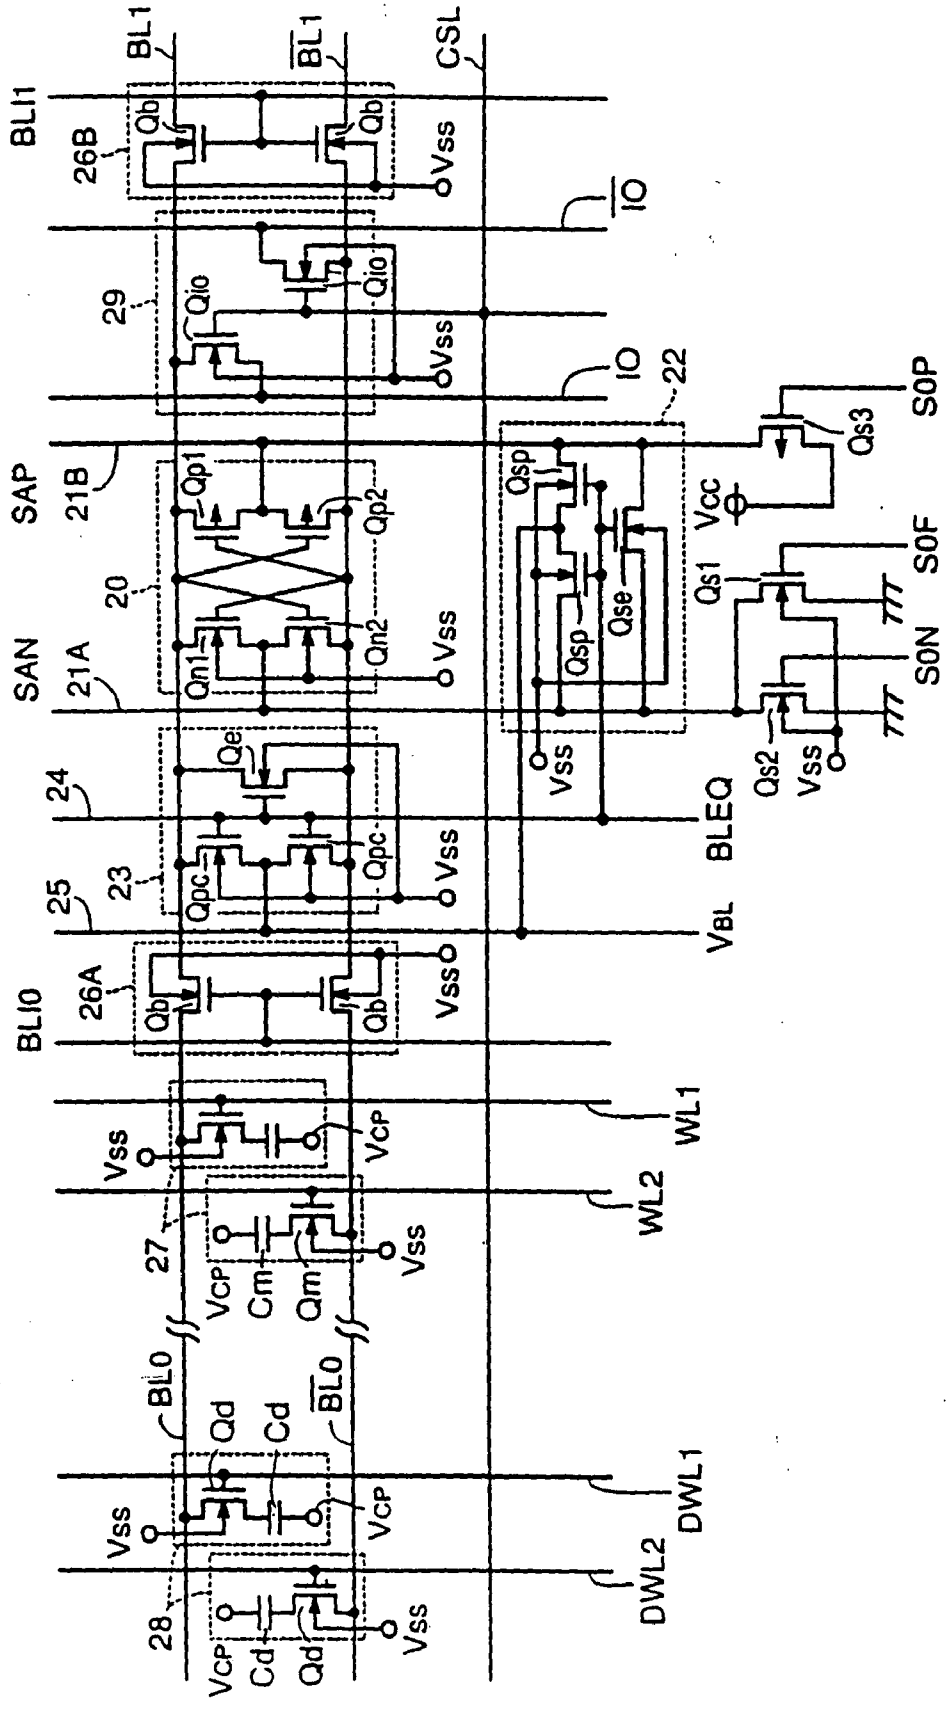 BLI0
SAN
SAP
BLI1
25
24
21A
21B
26A
23
20
29
26B
BL0
BL1
Vss
Vss
28
27
Qd
Cd
Qb
Qpc
Qe
Qn1
Qp1
Qio
Qb
VCP
Cd
Qd
VCP
Cm
Qm
Qb
Qpc
Qn2
Qp2
Qio
Qb
BL0
BL1
VCP
VCP
Vss
Vss
Vss
Vss
Vss
Vss
Vss
CSL
Qsp
Qsp
Vss
Qse
22
IO
IO
DWL2
DWL1
WL2
WL1
VBL
BLEQ
Qs2
Qs1
VCC
Qs3
Vss
S0N
S0F
S0P